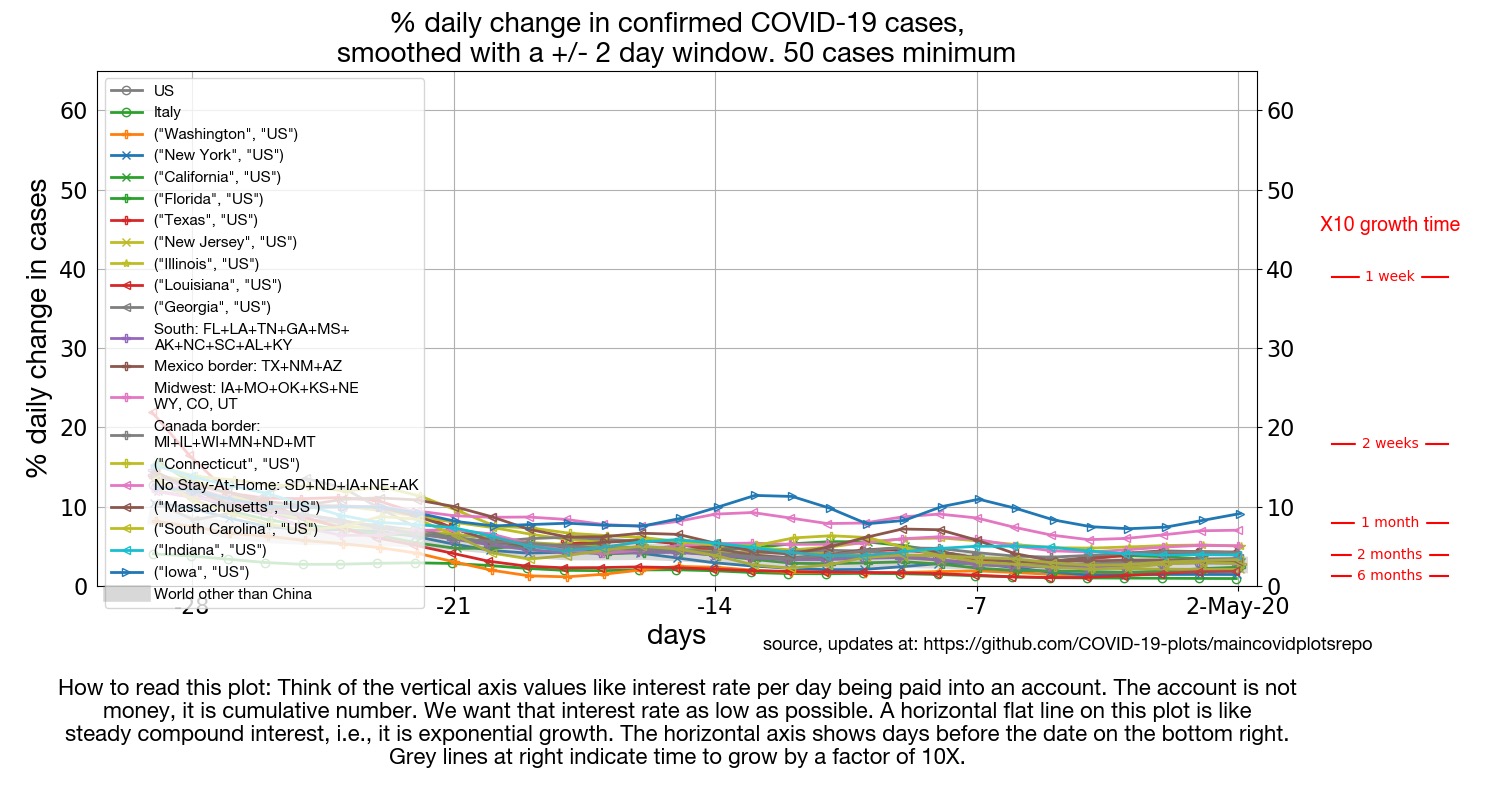 % daily change in confirmed COVID-19 cases,
smoothed with a +/- 2 day window. 50 cases minimum
% daily change in cases
60
50
40
30
20
10
0
US
Italy
("Washington", "US")
("New York", "US")
("California", "US")
("Florida", "US")
("Texas", "US")
("New Jersey", "US")
("Illinois", "US")
("Louisiana", "US")
("Georgia", "US")
South: FL+LA+TN+GA+MS+
AK+NC+SC+AL+KY
Mexico border: TX+NM+AZ
Midwest: IA+MO+OK+KS+NE
WY, CO, UT
Canada border:
MI+IL+WI+MN+ND+MT
("Connecticut", "US")
No Stay-At-Home: SD+ND+IA+NE+AK
("Massachusetts", "US")
("South Carolina", "US")
("Indiana", "US")
("Iowa", "US")
World other than China
60
50
40
30
20
10
0
X10 growth time
1 week
2 weeks
1 month
2 months
6 months
-28
-21
-14
-7
2-May-20
days
source, updates at: https://github.com/COVID-19-plots/maincovidplotsrepo
How to read this plot: Think of the vertical axis values like interest rate per day being paid into an account. The account is not
money, it is cumulative number. We want that interest rate as low as possible. A horizontal flat line on this plot is like
steady compound interest, i.e., it is exponential growth. The horizontal axis shows days before the date on the bottom right.
Grey lines at right indicate time to grow by a factor of 10X.